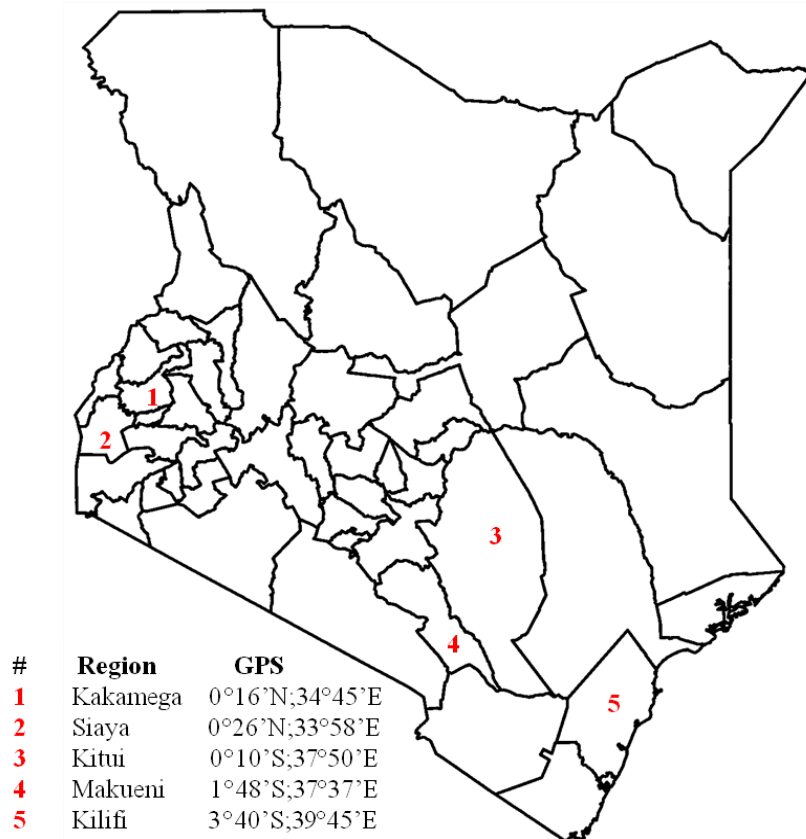 1
2
3
4
5
# Region GPS
1 Kakamega 0°16’N;34°45’E
2 Siaya 0°26’N;33°58’E
3 Kitui 0°10’S;37°50’E
4 Makueni 1°48’S;37°37’E
5 Kilifi 3°40’S;39°45’E